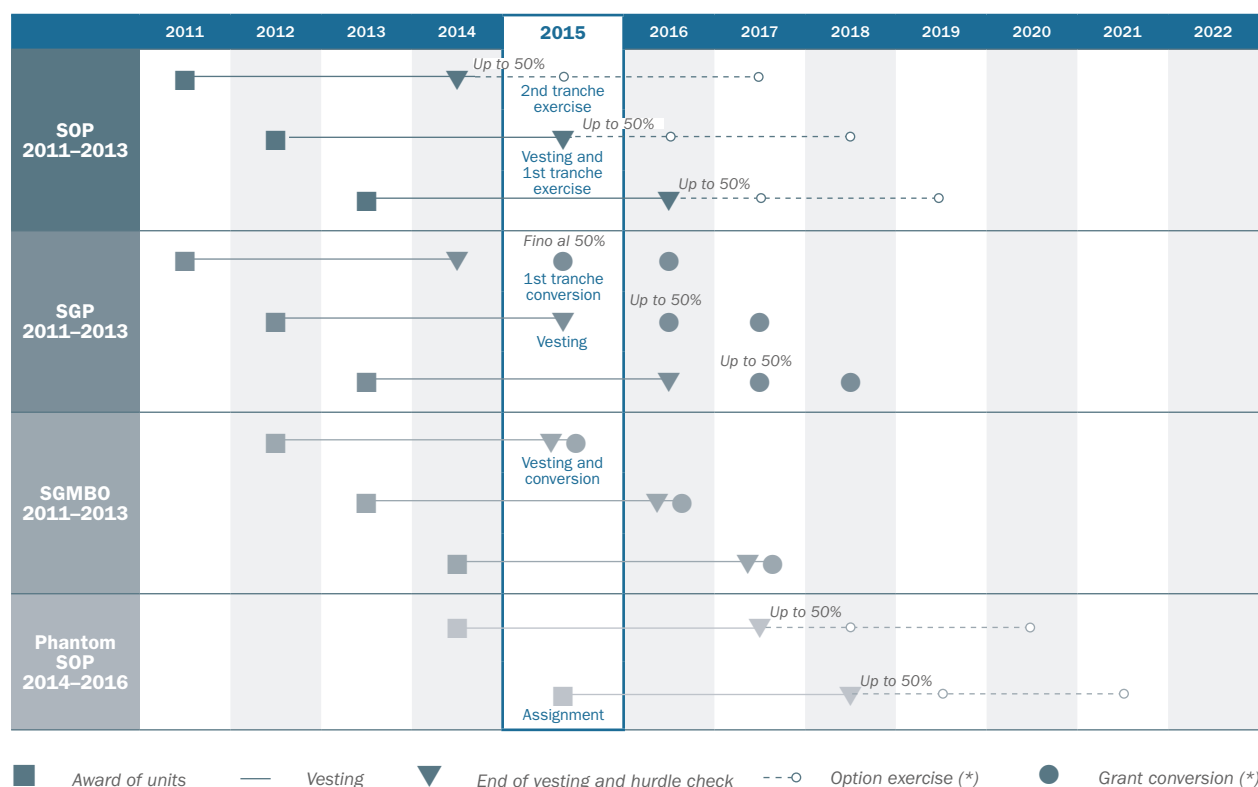 2011 2012 2013 2014 2015 2016 2017 2018 2019 2020 2021 2022
SOP
2011–2013
Up to 50%
2nd tranche
exercise
Up to 50%
Vesting and
1st tranche
exercise
Up to 50%
SGP
2011–2013
Fino al 50%
1st tranche
conversion
Up to 50%
Vesting
Up to 50%
SGMBO
2011–2013
Vesting and
conversion
Phantom
SOP
2014–2016
Up to 50%
Up to 50%
Assignment
Award of units Vesting End of vesting and hurdle check Option exercise (*) Grant conversion (*)